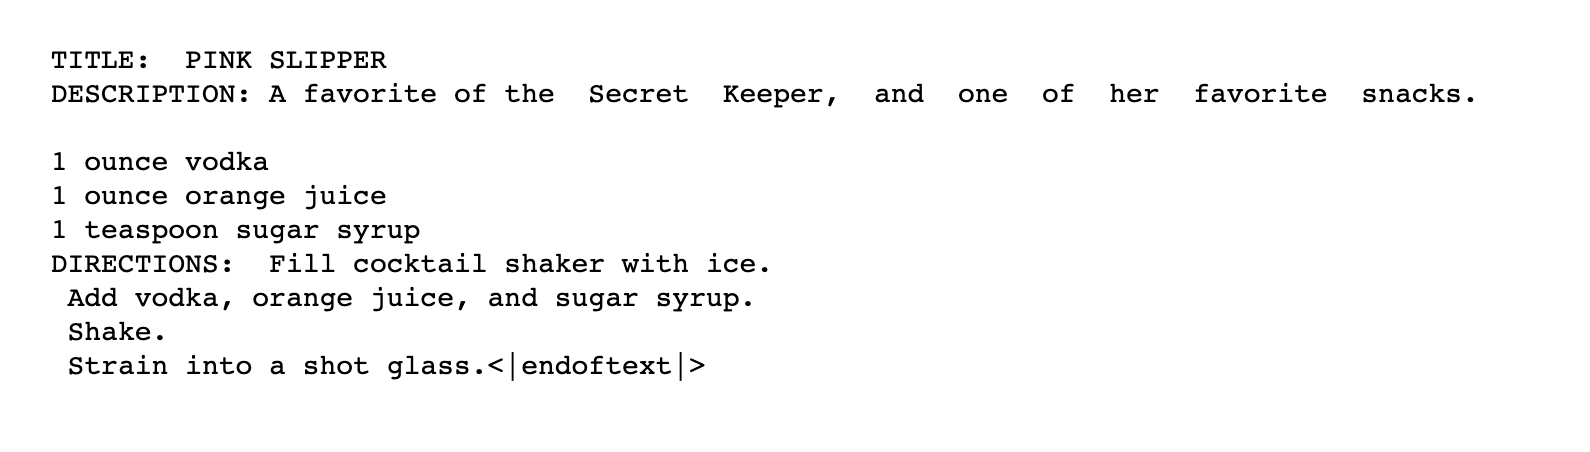 TITLE:  PINK SLIPPER
DESCRIPTION: A favorite of the  Secret  Keeper,  and  one  of  her  favorite  snacks.

1 ounce vodka
1 ounce orange juice
1 teaspoon sugar syrup
DIRECTIONS:  Fill cocktail shaker with ice.
 Add vodka, orange juice, and sugar syrup.
 Shake.
 Strain into a shot glass.<|endoftext|>